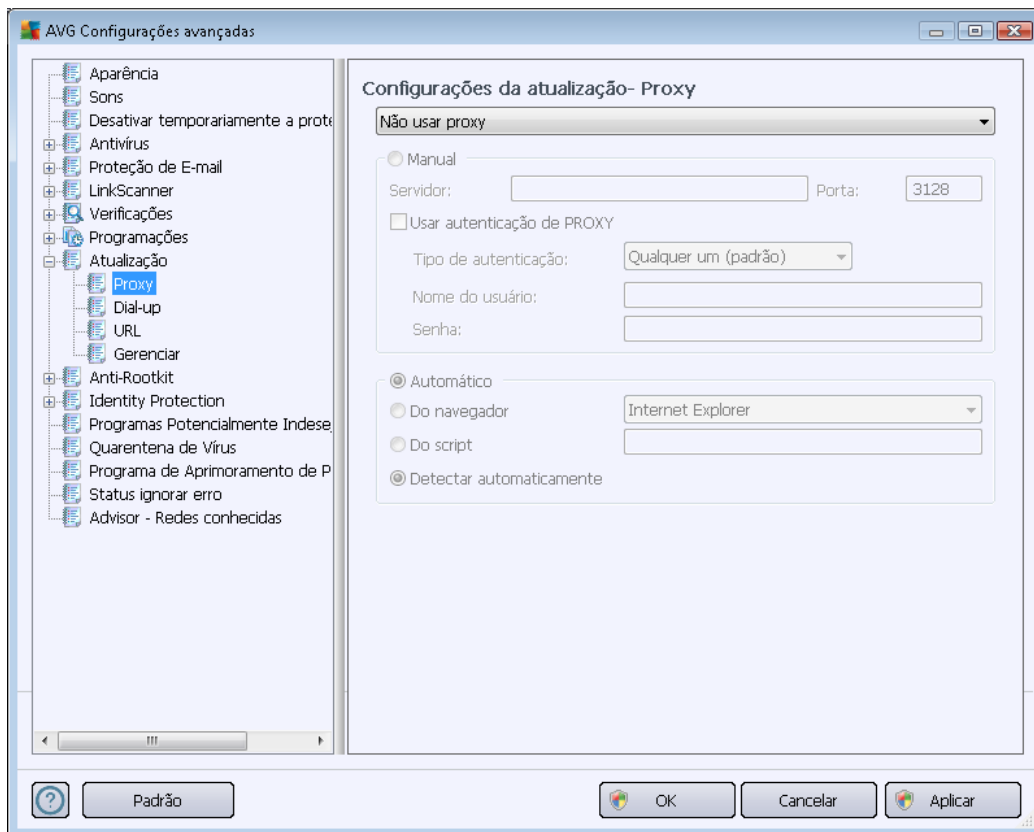 AVG Configurações avançadas
Aparência
Sons
Desativar temporariamente a prote
Antivírus
Proteção de E-mail
LinkScanner
Verificações
Programações
Atualização
Proxy
Dial-up
URL
Gerenciar
Anti-Rootkit
Identity Protection
Programas Potencialmente Indese
Quarentena de Vírus
Programa de Aprimoramento de P
Status ignorar erro
Advisor - Redes conhecidas
Configurações da atualização- Proxy
Não usar proxy
Manual
Servidor: Porta: 3128
Usar autenticação de PROXY
Tipo de autenticação: Qualquer um (padrão)
Nome do usuário:
Senha:
Automático
Do navegador Internet Explorer
Do script
Detectar automaticamente
Padrão OK Cancelar Aplicar